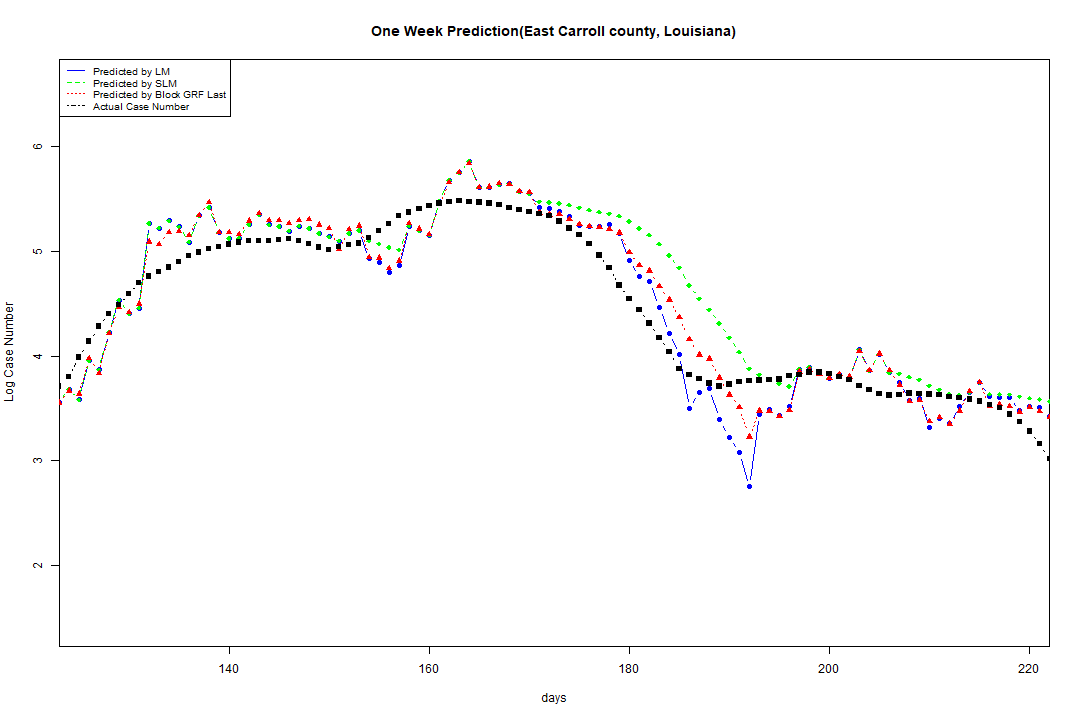 One Week Prediction(East Carroll county, Louisiana)
Predicted by LM
Predicted by SLM
Predicted by Block GRF Last
Actual Case Number
6
5
4
3
2
Log Case Number
140 160 180 200 220
days